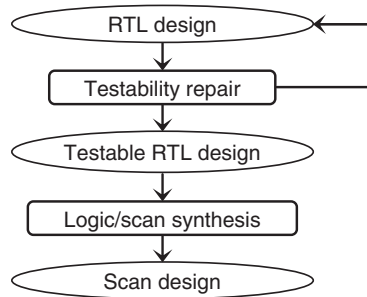 RTL design
Testability repair
Testable RTL design
Logic/scan synthesis
Scan design